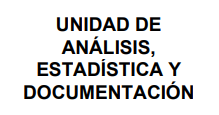 UNIDAD DE
ANÁLISIS,
ESTADÍSTICA Y
DOCUMENTACIÓN